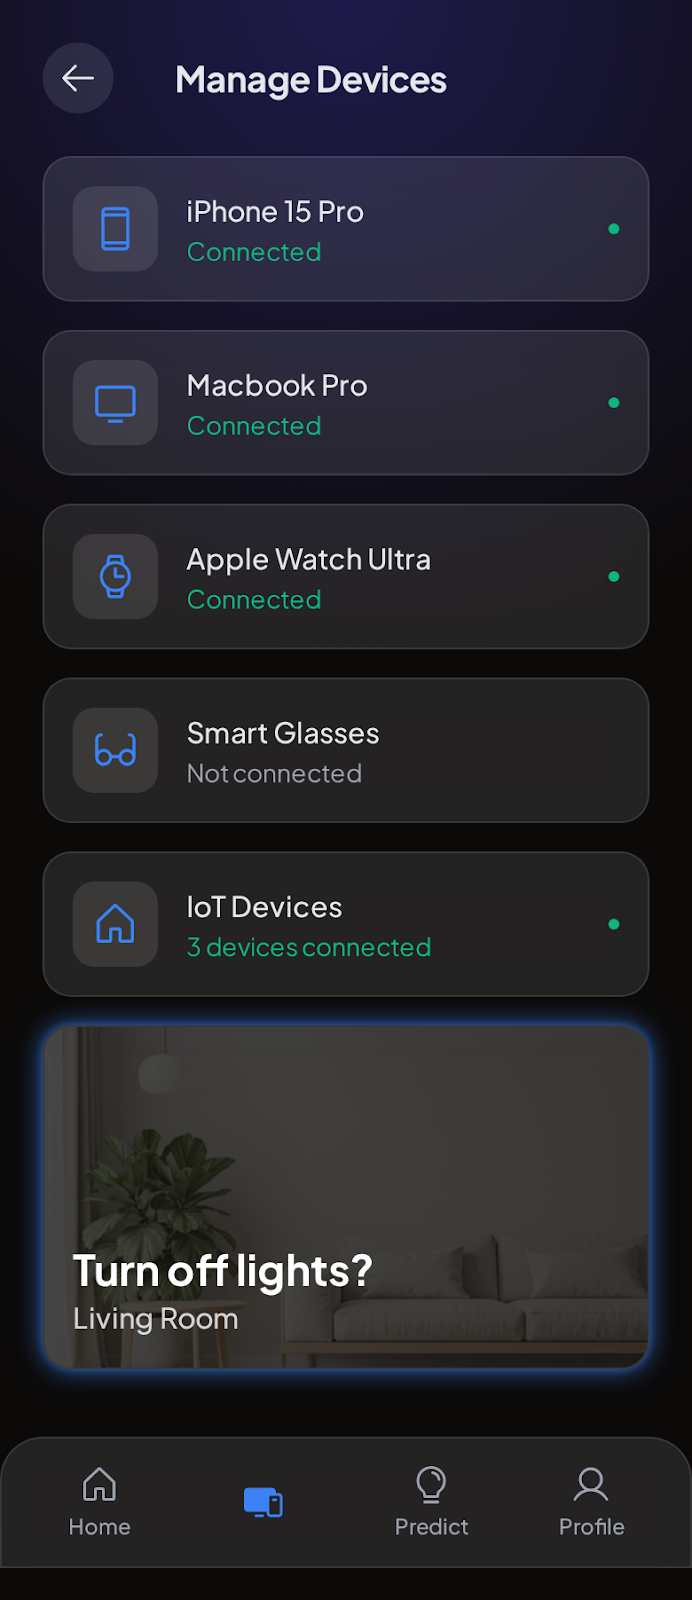 Manage Devices
iPhone 15 Pro
Connected
Macbook Pro
Connected
Apple Watch Ultra
Connected
Smart Glasses
Not connected
IoT Devices
3 devices connected
Turn off lights?
Living Room
Home
Predict
Profile